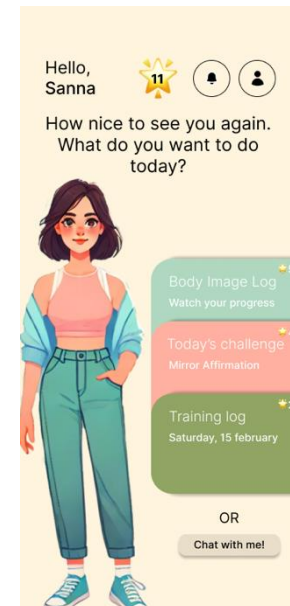 Hello,
Sanna
11
How nice to see you again.
What do you want to do
today?
Body Image Log
Watch your progress
Today's challenge
Mirror Affirmation
Training log
Saturday, 15 february
OR
Chat with me!